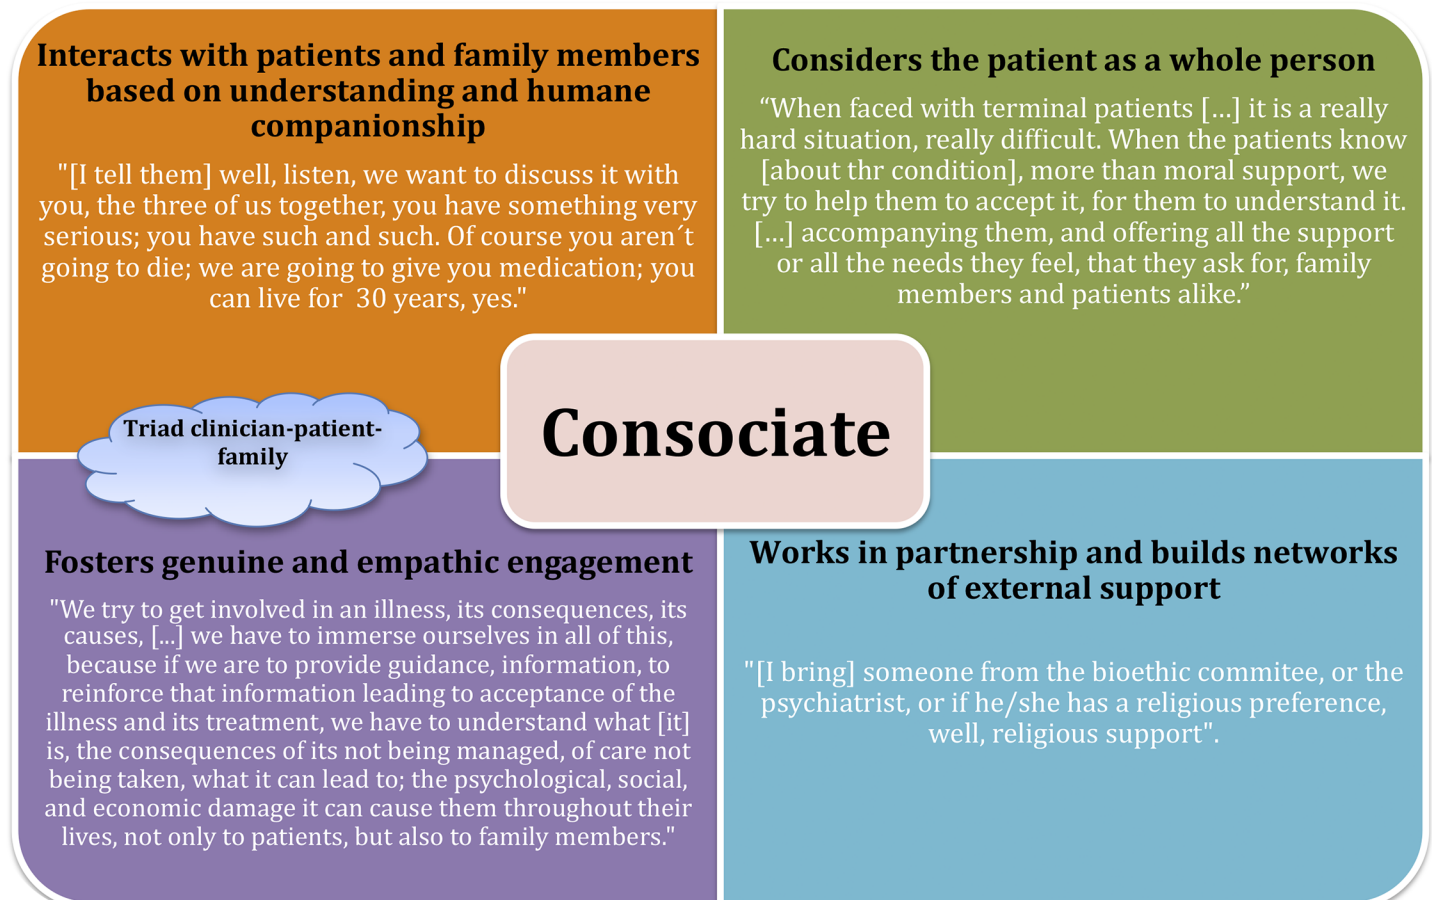 Interacts with patients and family members
based on understanding and humane
companionship
"[I tell them] well, listen, we want to discuss it with
you, the three of us together, you have something very
serious; you have such and such. Of course you aren´t
going to die; we are going to give you medication; you
can live for  30 years, yes."
Considers the patient as a whole person
“When faced with terminal patients […] it is a really
hard situation, really difficult. When the patients know
[about thr condition], more than moral support, we
try to help them to accept it, for them to understand it.
[…] accompanying them, and offering all the support
or all the needs they feel, that they ask for, family
members and patients alike.”
Triad clinician-patient-
family
Consociate
Fosters genuine and empathic engagement
"We try to get involved in an illness, its consequences, its
causes, [...] we have to immerse ourselves in all of this,
because if we are to provide guidance, information, to
reinforce that information leading to acceptance of the
illness and its treatment, we have to understand what [it]
is, the consequences of its not being managed, of care not
being taken, what it can lead to; the psychological, social,
and economic damage it can cause them throughout their
lives, not only to patients, but also to family members."
Works in partnership and builds networks
of external support
"[I bring] someone from the bioethic commitee, or the
psychiatrist, or if he/she has a religious preference,
well, religious support".